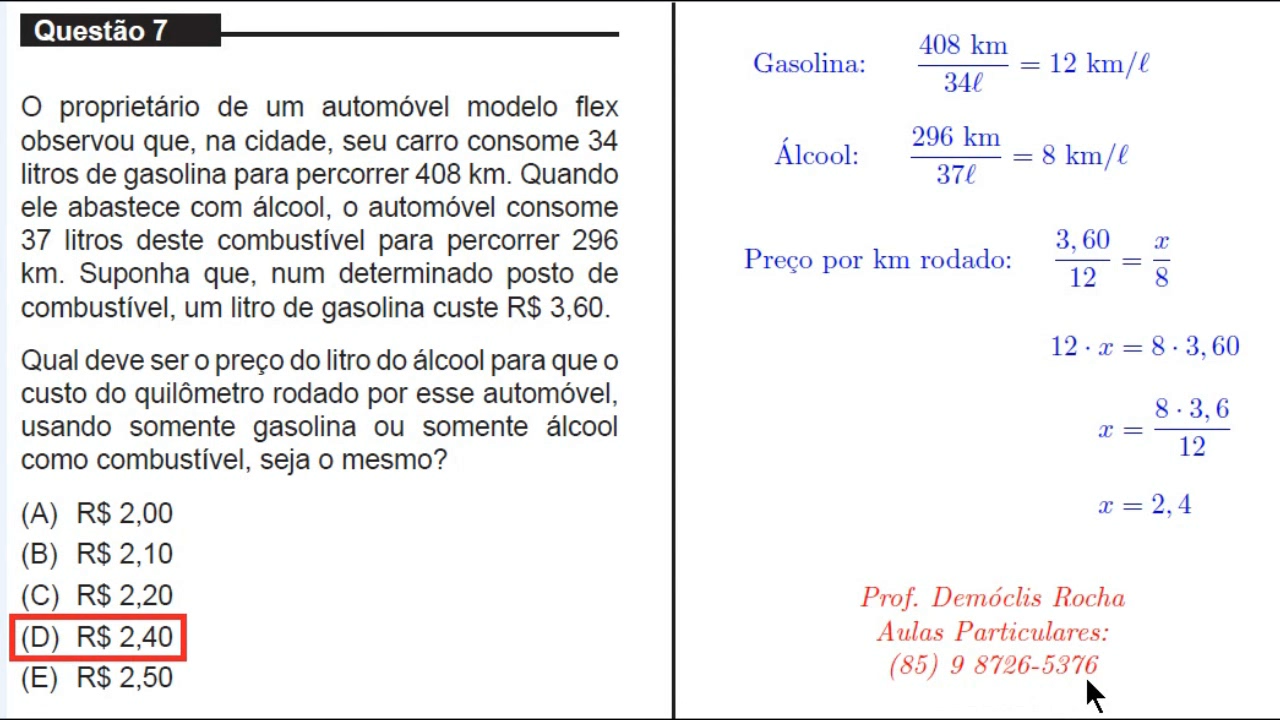 Questão 7
O proprietário de um automóvel modelo flex
observou que, na cidade, seu carro consome 34
litros de gasolina para percorrer 408 km. Quando
ele abastece com álcool, o automóvel consome
37 litros deste combustível para percorrer 296
km. Suponha que, num determinado posto de
combustível, um litro de gasolina custe R$ 3,60.
Qual deve ser o preço do litro do álcool para que o
custo do quilômetro rodado por esse automóvel,
usando somente gasolina ou somente álcool
como combustível, seja o mesmo?
(A) R$ 2,00
(B) R$ 2,10
(C) R$ 2,20
(D) R$ 2,40
(E) R$ 2,50
Gasolina: 408 km / 34ℓ = 12 km/ℓ
Álcool: 296 km / 37ℓ = 8 km/ℓ
Preço por km rodado: 3,60 / 12 = x / 8
12 · x = 8 · 3,60
x = 8 · 3,6 / 12
x = 2,4
Prof. Demóclis Rocha
Aulas Particulares:
(85) 9 8726-5376